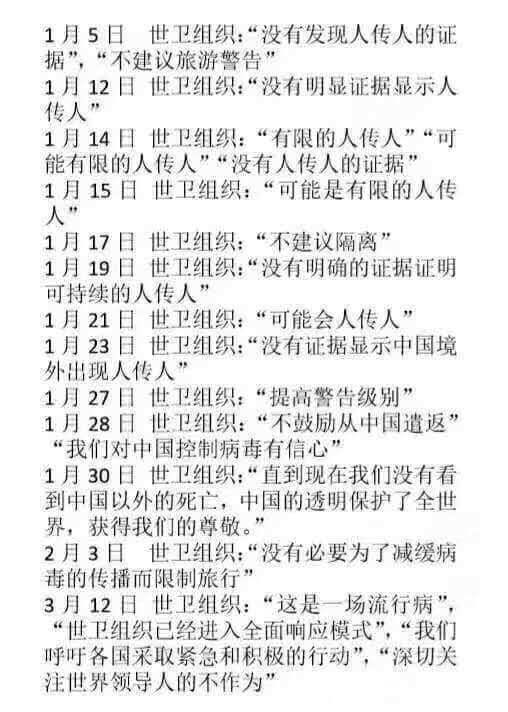 1 月 5 日 世卫组织：“没有发现人传人的证
据”，“不建议旅游警告”
1 月 12 日 世卫组织：“没有明显证据显示人
传人”
1 月 14 日 世卫组织：“有限的人传人”“可
能有限的人传人”“没有人传人的证据”
1 月 15 日 世卫组织：“可能是有限的人传
人”
1 月 17 日 世卫组织：“不建议隔离”
1 月 19 日 世卫组织：“没有明确的证据证明
可持续的人传人”
1 月 21 日 世卫组织：“可能会人传人”
1 月 23 日 世卫组织：“没有证据显示中国境
外出现人传人”
1 月 27 日 世卫组织：“提高警告级别”
1 月 28 日 世卫组织：“不鼓励从中国遣返”
“我们对中国控制病毒有信心”
1 月 30 日 世卫组织：“直到现在我们没有看
到中国以外的死亡，中国的透明保护了全世
界，获得我们的尊敬。”
2 月 3 日 世卫组织：“没有必要为了减缓病
毒的传播而限制旅行”
3 月 12 日 世卫组织：“这是一场流行病”，
“世卫组织已经进入全面响应模式”，“我们
呼吁各国采取紧急和积极的行动”，“深切关
注世界领导人的不作为”